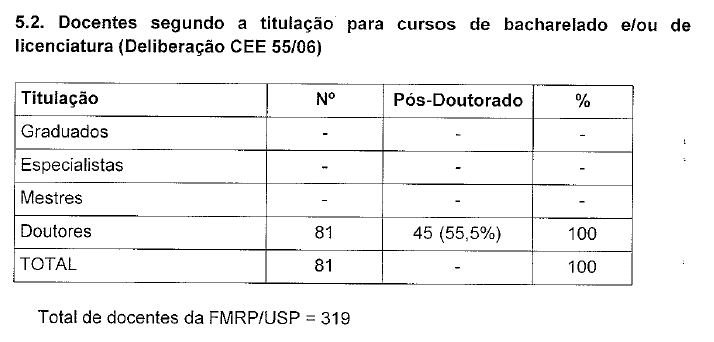 5.2. Docentes segundo a titulação para cursos de bacharelado e/ou de
licenciatura (Deliberação CEE 55/06)
Titulação Nº Pós-Doutorado %
Graduados - - -
Especialistas - - -
Mestres - - -
Doutores 81 45 (55,5%) 100
TOTAL 81 - 100
Total de docentes da FMRP/USP = 319